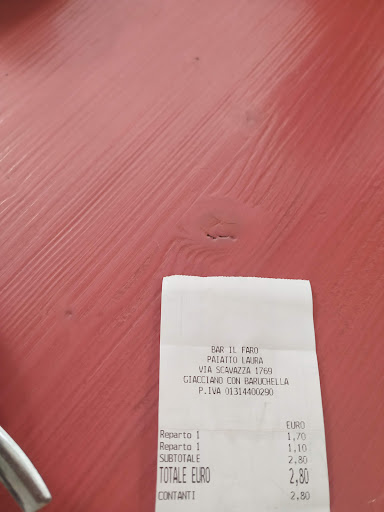 BAR IL FARO
PAIATTO LAURA
VIA SCAVAZZA 1769
GIACCIANO CON BARUCHELLA
P.IVA 01314400290
EURO
Reparto 1 1,70
Reparto 1 1,10
SUBTOTALE 2,80
TOTALE EURO 2,80
CONTANTI 2,80